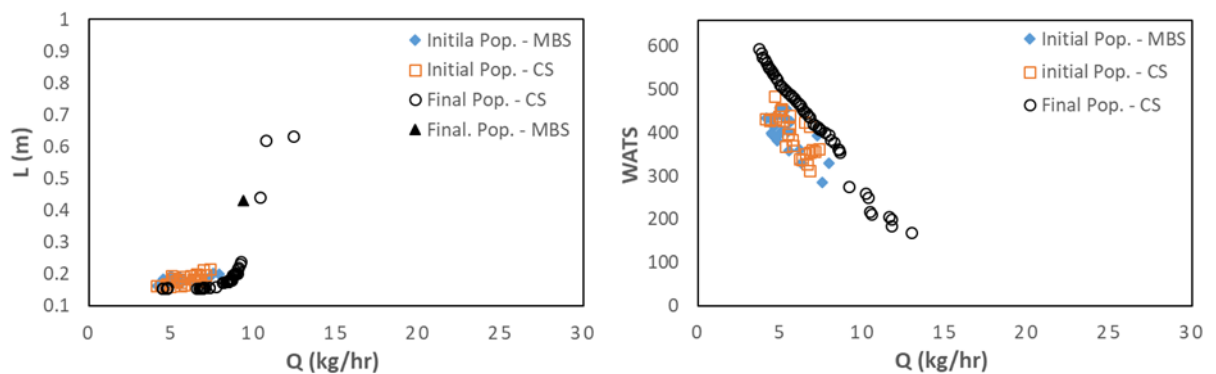 1
0.9
0.8
0.7
0.6
0.5
0.4
0.3
0.2
0.1
L (m)
0 5 10 15 20 25 30
Q (kg/hr)
Initila Pop. - MBS
Initial Pop. - CS
Final Pop. - CS
Final. Pop. - MBS
600
500
400
300
200
100
0
WATS
0 5 10 15 20 25 30
Q (kg/hr)
Initial Pop. - MBS
initial Pop. - CS
Final Pop. - CS